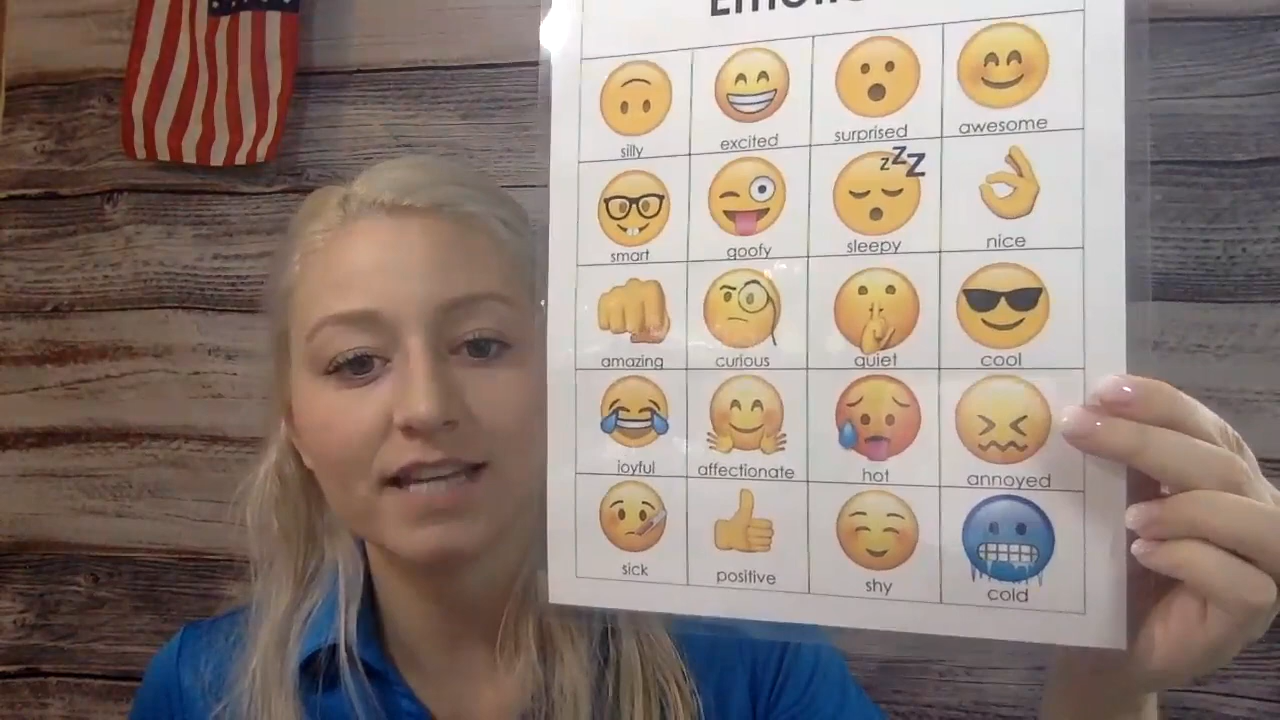 silly excited surprised awesome
zZZ
smart goofy sleepy nice
amazing curious quiet cool
joyful affectionate hot annoyed
sick positive shy cold